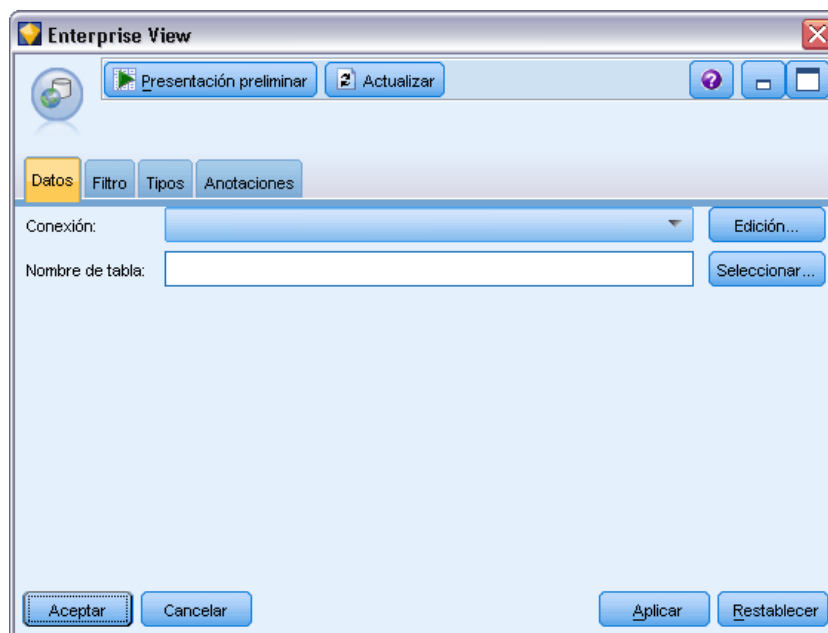 Enterprise View
Presentación preliminar Actualizar
Datos Filtro Tipos Anotaciones
Conexión: Edición...
Nombre de tabla: Seleccionar...
Aceptar Cancelar Aplicar Restablecer